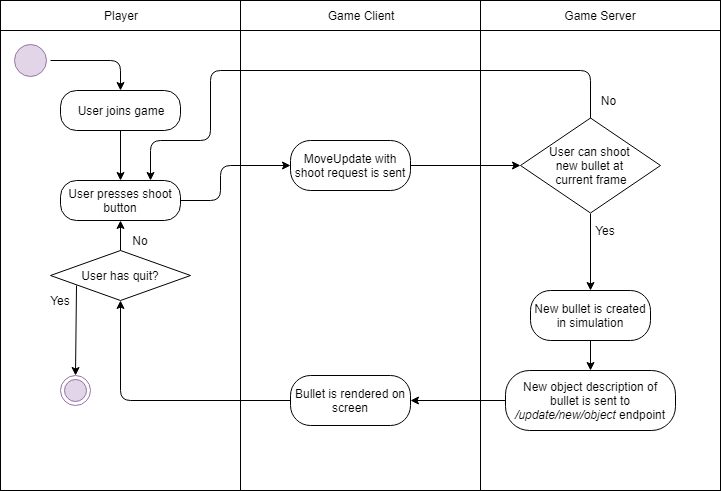 Player
Game Client
Game Server
User joins game
User presses shoot
button
MoveUpdate with
shoot request is sent
User can shoot
new bullet at
current frame
No
Yes
New bullet is created
in simulation
New object description of
bullet is sent to
/update/new/object endpoint
Bullet is rendered on
screen
User has quit?
No
Yes